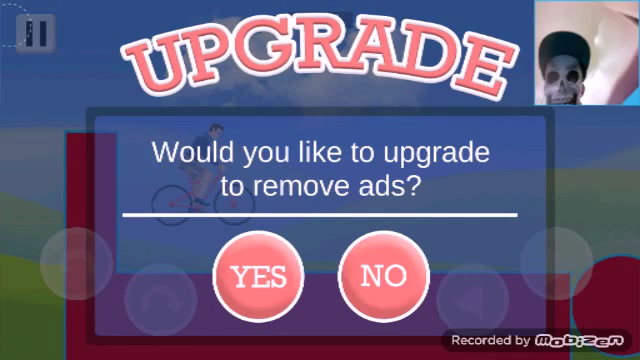 UPGRADE
Would you like to upgrade
to remove ads?
YES
NO
Recorded by Mobizen